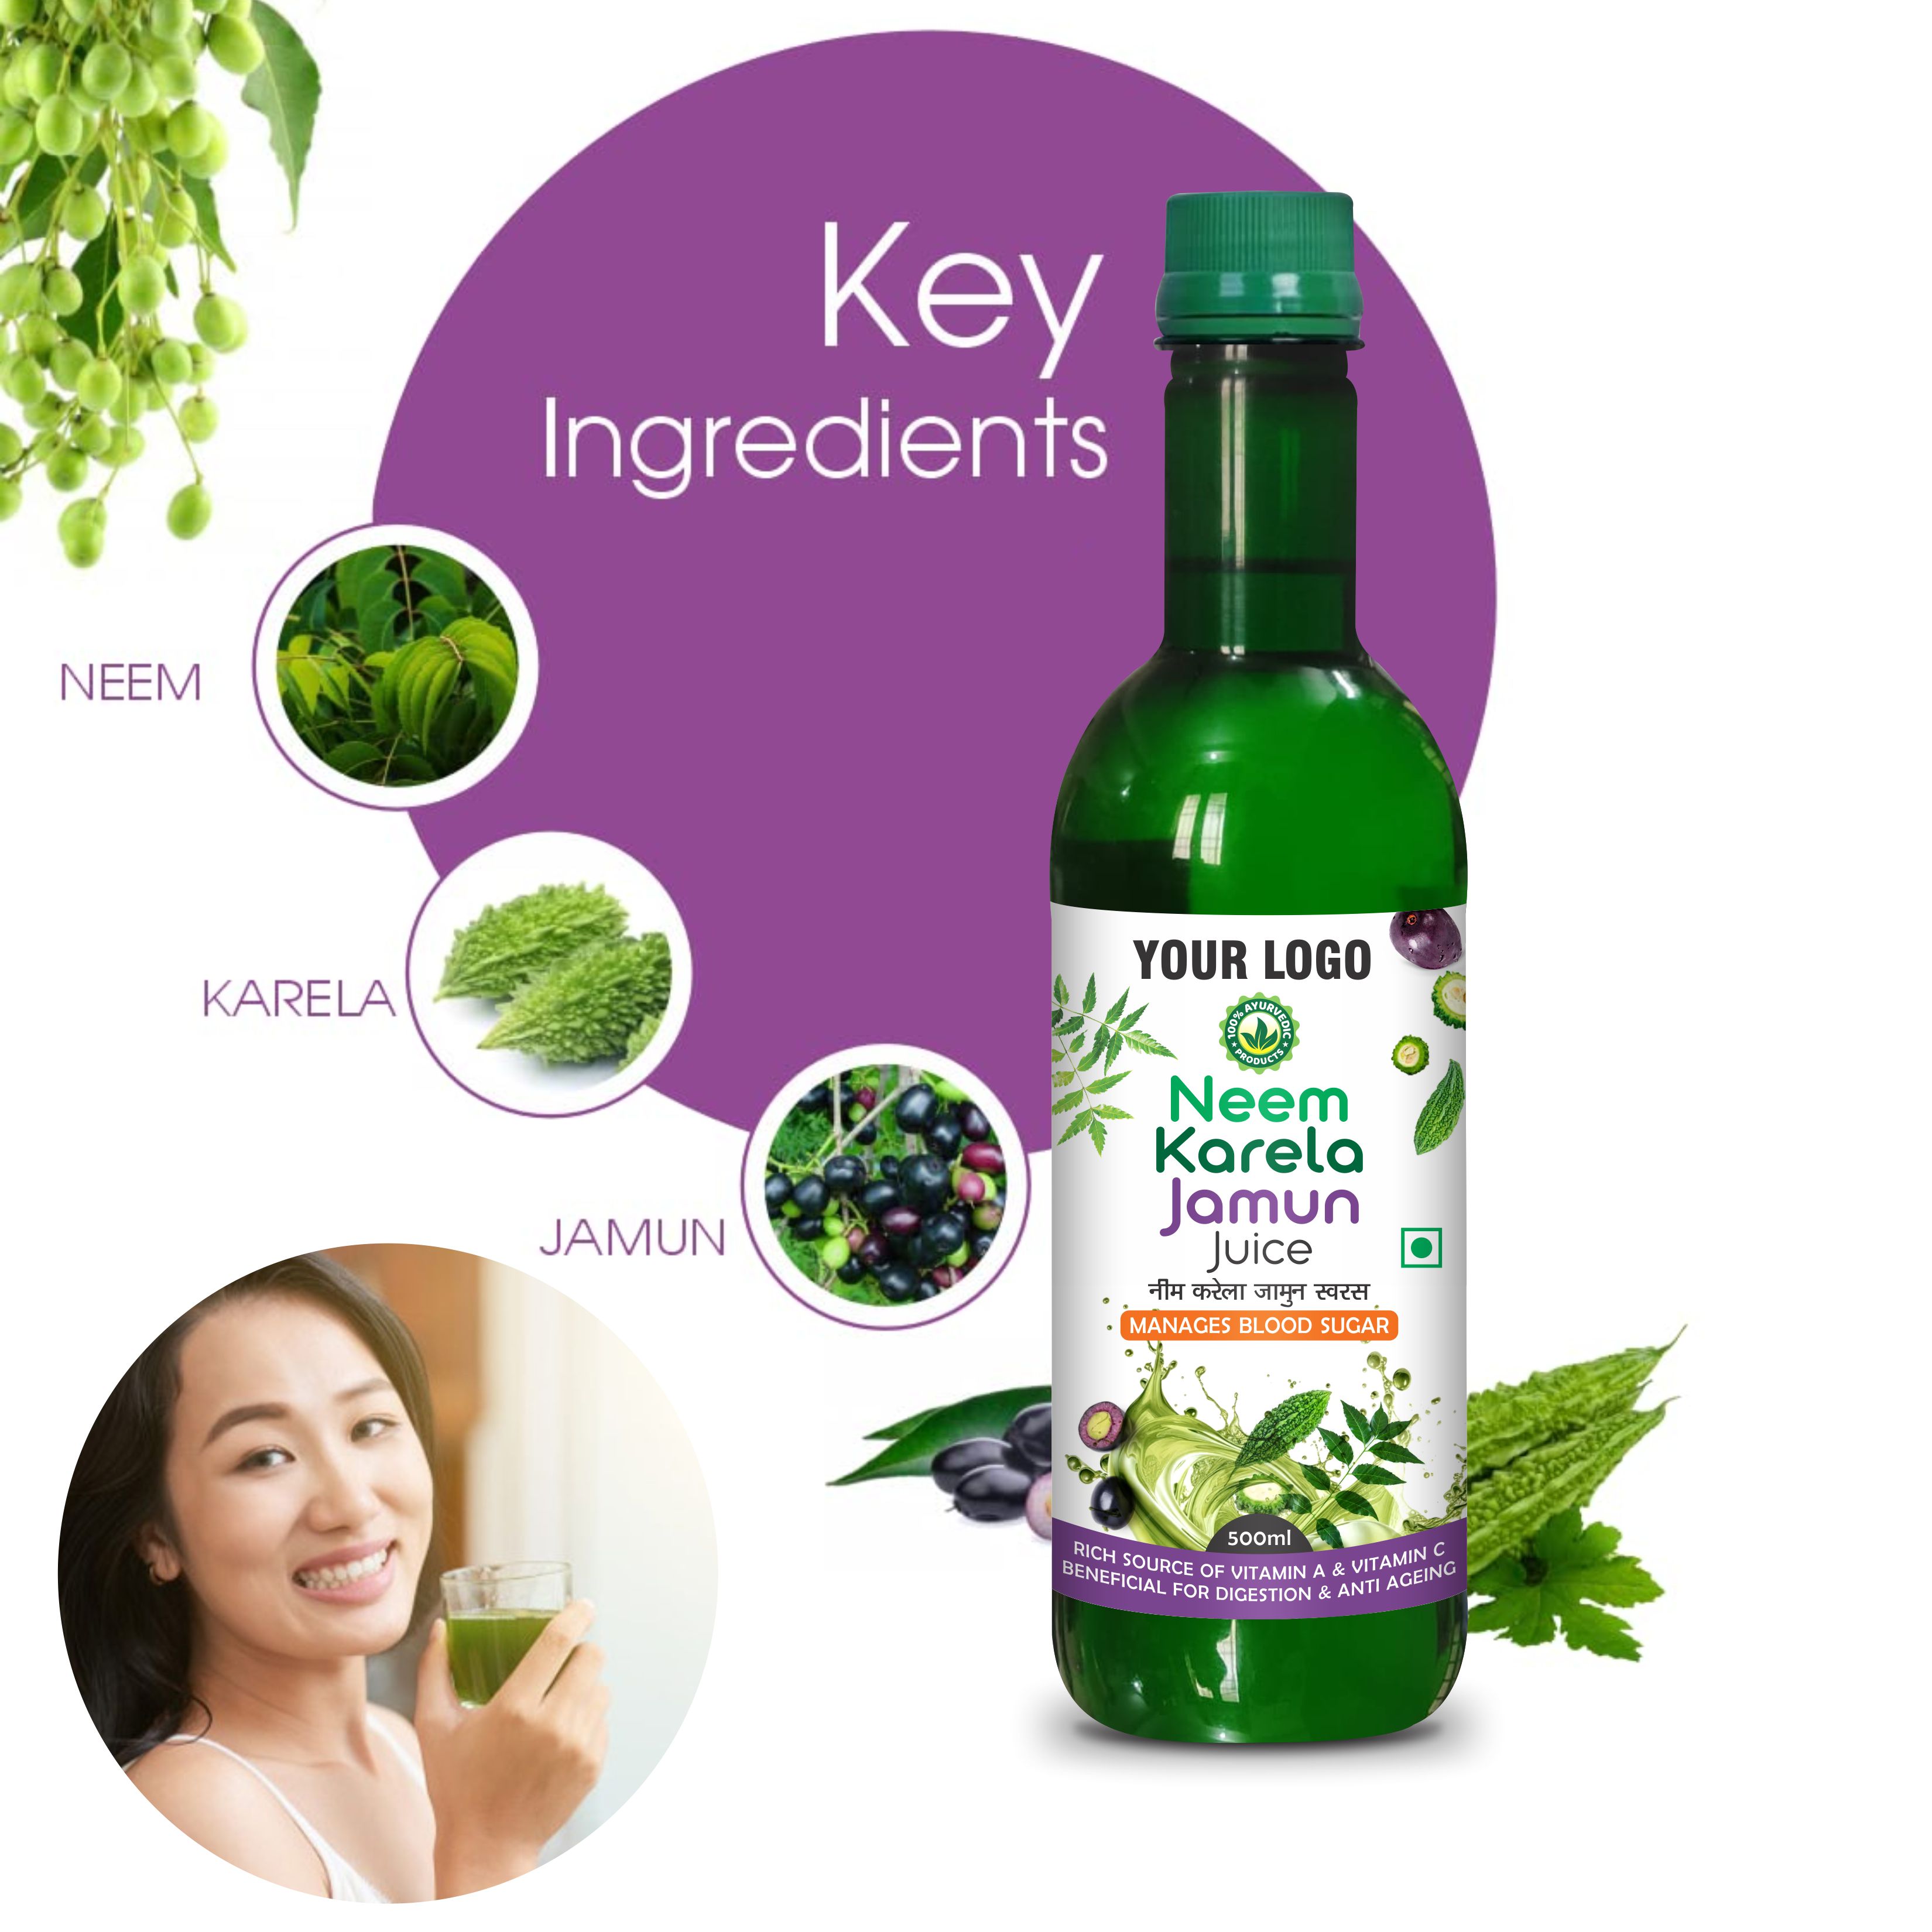 Key
Ingredients
NEEM
KARELA
JAMUN
YOUR LOGO
100% AYURVEDIC
PRODUCTS
Neem
Karela
Jamun
Juice
नीम करेला जामुन स्वरस
MANAGES BLOOD SUGAR
500ml
RICH SOURCE OF VITAMIN A & VITAMIN C
BENEFICIAL FOR DIGESTION & ANTI AGEING